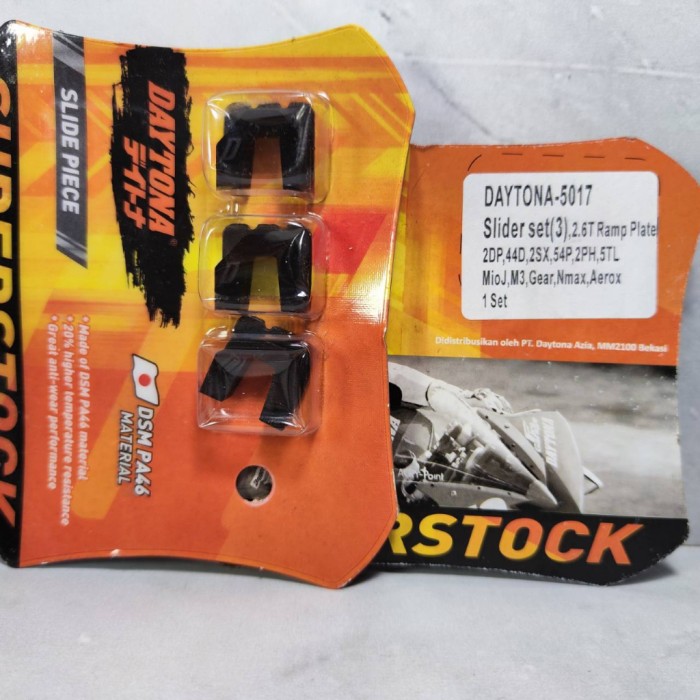 SUPERSTOCK
SLIDE PIECE
DAYTONA
デイトナ
• Made of DSM PA46 material
• 20% higher temperature resistance
• Great anti-wear performance
DSM PA46
MATERIAL
DAYTONA-5017
Slider set(3),2.6T Ramp Plate
2DP,44D,2SX,54P,2PH,5TL
MioJ,M3,Gear,Nmax,Aerox
1 Set
Didistribusikan oleh PT. Daytona Azia, MM2100 Bekasi
RSTOCK